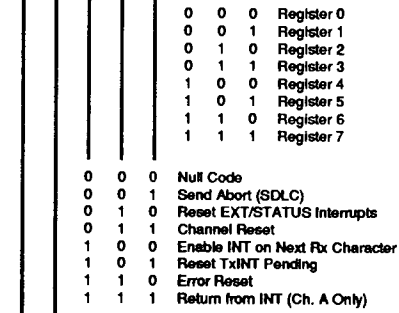 0 0 0 Register 0
0 0 1 Register 1
0 1 0 Register 2
0 1 1 Register 3
1 0 0 Register 4
1 0 1 Register 5
1 1 0 Register 6
1 1 1 Register 7
0 0 0 Null Code
0 0 1 Send Abort (SDLC)
0 1 0 Reset EXT/STATUS Interrupts
0 1 1 Channel Reset
1 0 0 Enable INT on Next Rx Character
1 0 1 Reset TxINT Pending
1 1 0 Error Reset
1 1 1 Return from INT (Ch. A Only)